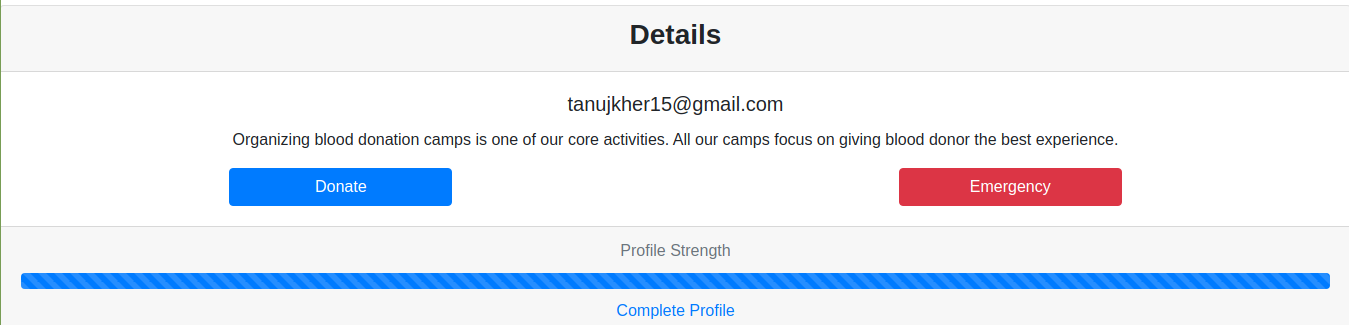 Details
tanujkher15@gmail.com
Organizing blood donation camps is one of our core activities. All our camps focus on giving blood donor the best experience.
Donate
Emergency
Profile Strength
Complete Profile